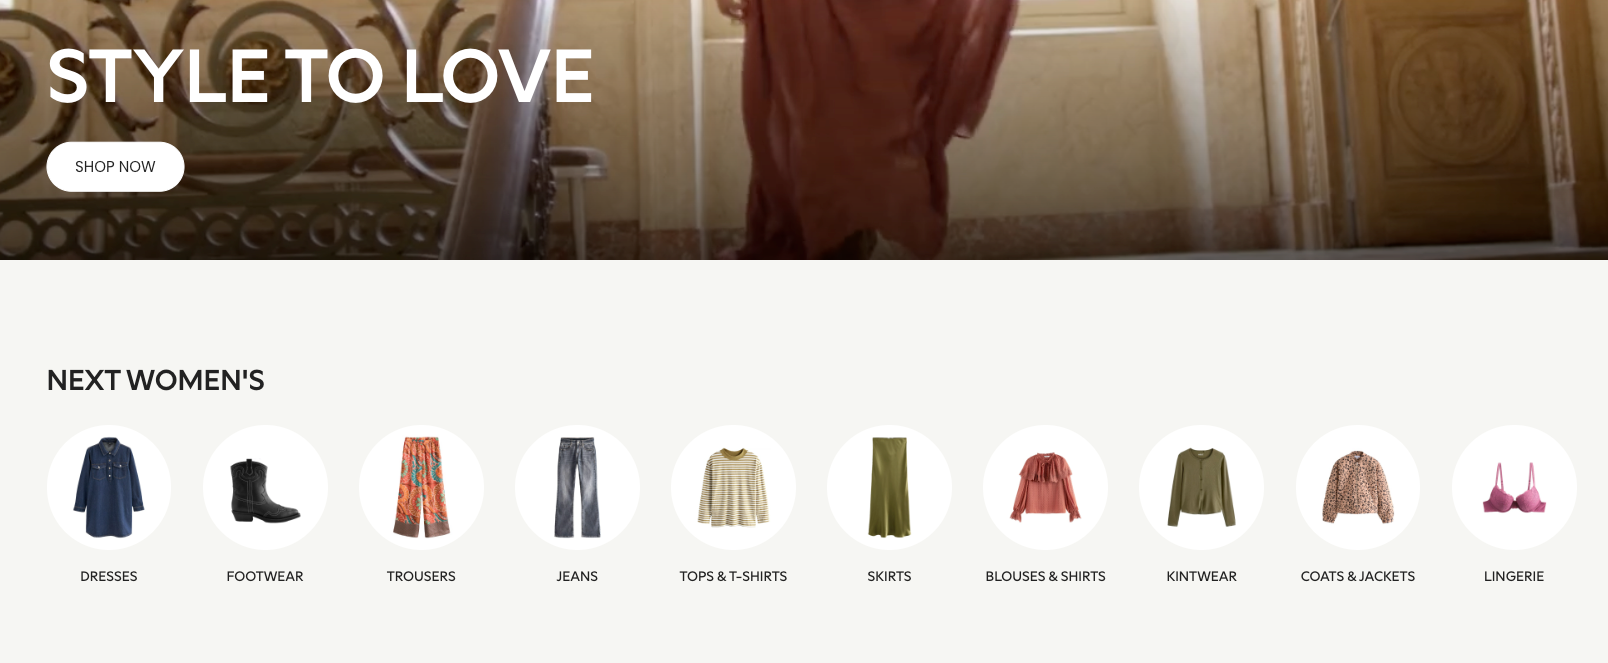 STYLE TO LOVE
SHOP NOW
NEXT WOMEN'S
DRESSES
FOOTWEAR
TROUSERS
JEANS
TOPS & T-SHIRTS
SKIRTS
BLOUSES & SHIRTS
KINTWEAR
COATS & JACKETS
LINGERIE